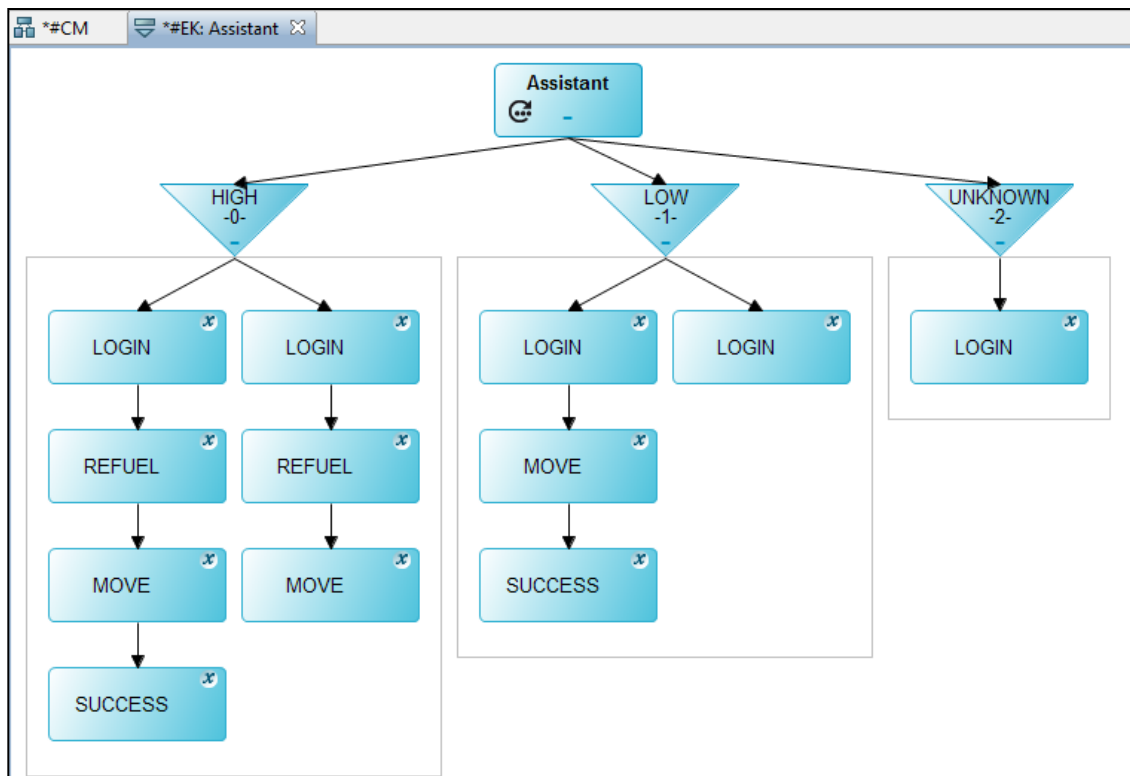 *#CM
*#EK: Assistant
Assistant
HIGH
-0-
LOW
-1-
UNKNOWN
-2-
LOGIN
LOGIN
LOGIN
LOGIN
LOGIN
REFUEL
REFUEL
MOVE
MOVE
MOVE
SUCCESS
SUCCESS